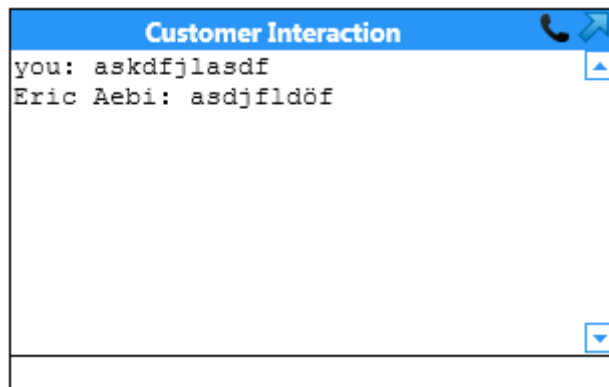 Customer Interaction
you: askdfjlasdf
Eric Aebi: asdjfldöf